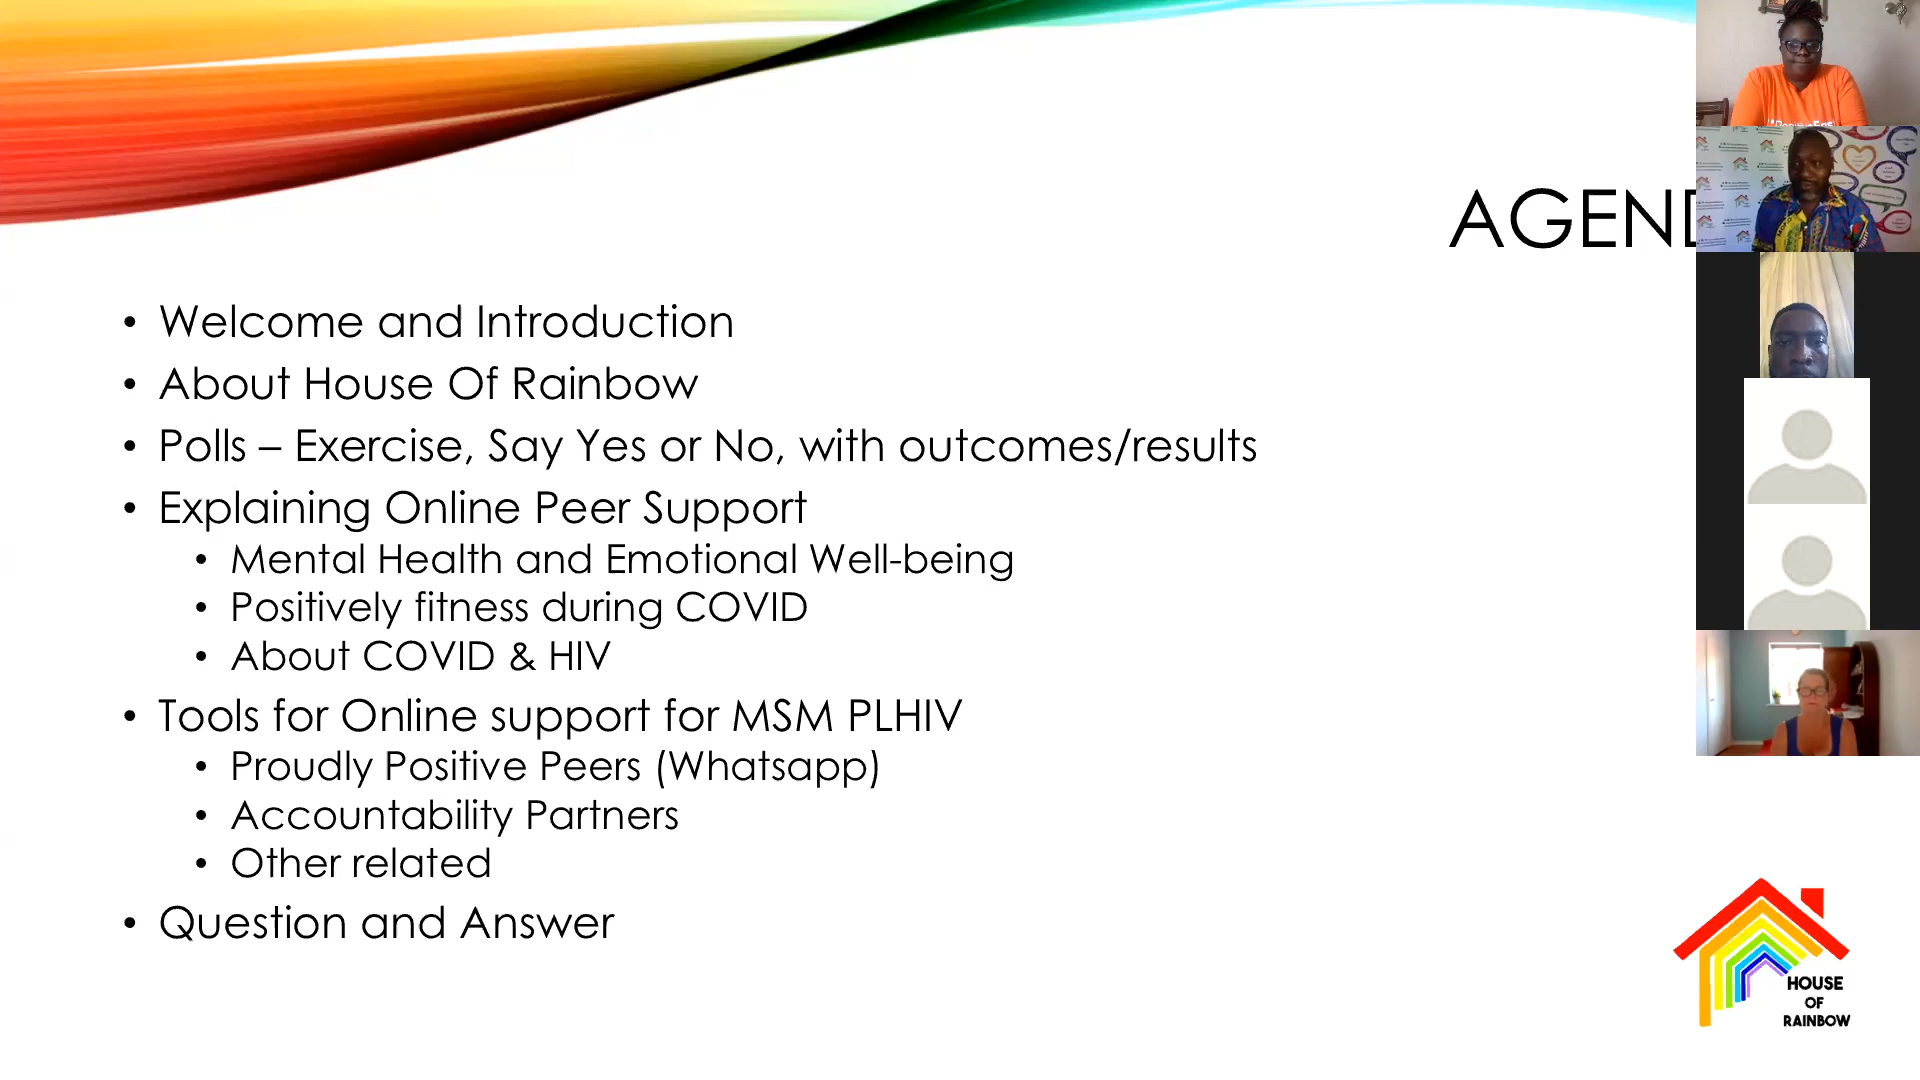 AGEN
• Welcome and Introduction
• About House Of Rainbow
• Polls – Exercise, Say Yes or No, with outcomes/results
• Explaining Online Peer Support
• Mental Health and Emotional Well-being
• Positively fitness during COVID
• About COVID & HIV
• Tools for Online support for MSM PLHIV
• Proudly Positive Peers (Whatsapp)
• Accountability Partners
• Other related
• Question and Answer
HOUSE
OF
RAINBOW